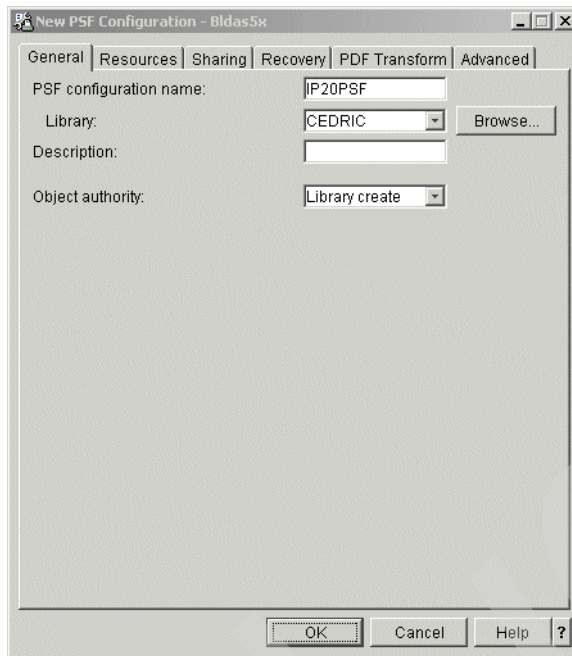 New PSF Configuration - Bldas5x
General Resources Sharing Recovery PDF Transform Advanced
PSF configuration name: IP20PSF
Library: CEDRIC Browse...
Description:
Object authority: Library create
OK Cancel Help ?